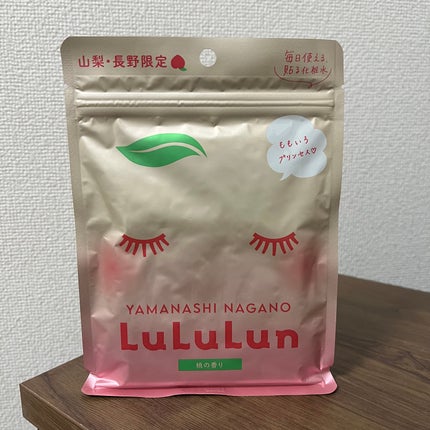 山梨・長野限定
毎日使える
貼る化粧水
ももいろ
プリンセス♡
YAMANASHI NAGANO
LuLuLun
桃の香り